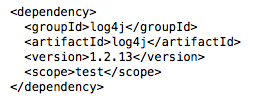 <dependency>
  <groupId>log4j</groupId>
  <artifactId>log4j</artifactId>
  <version>1.2.13</version>
  <scope>test</scope>
</dependency>